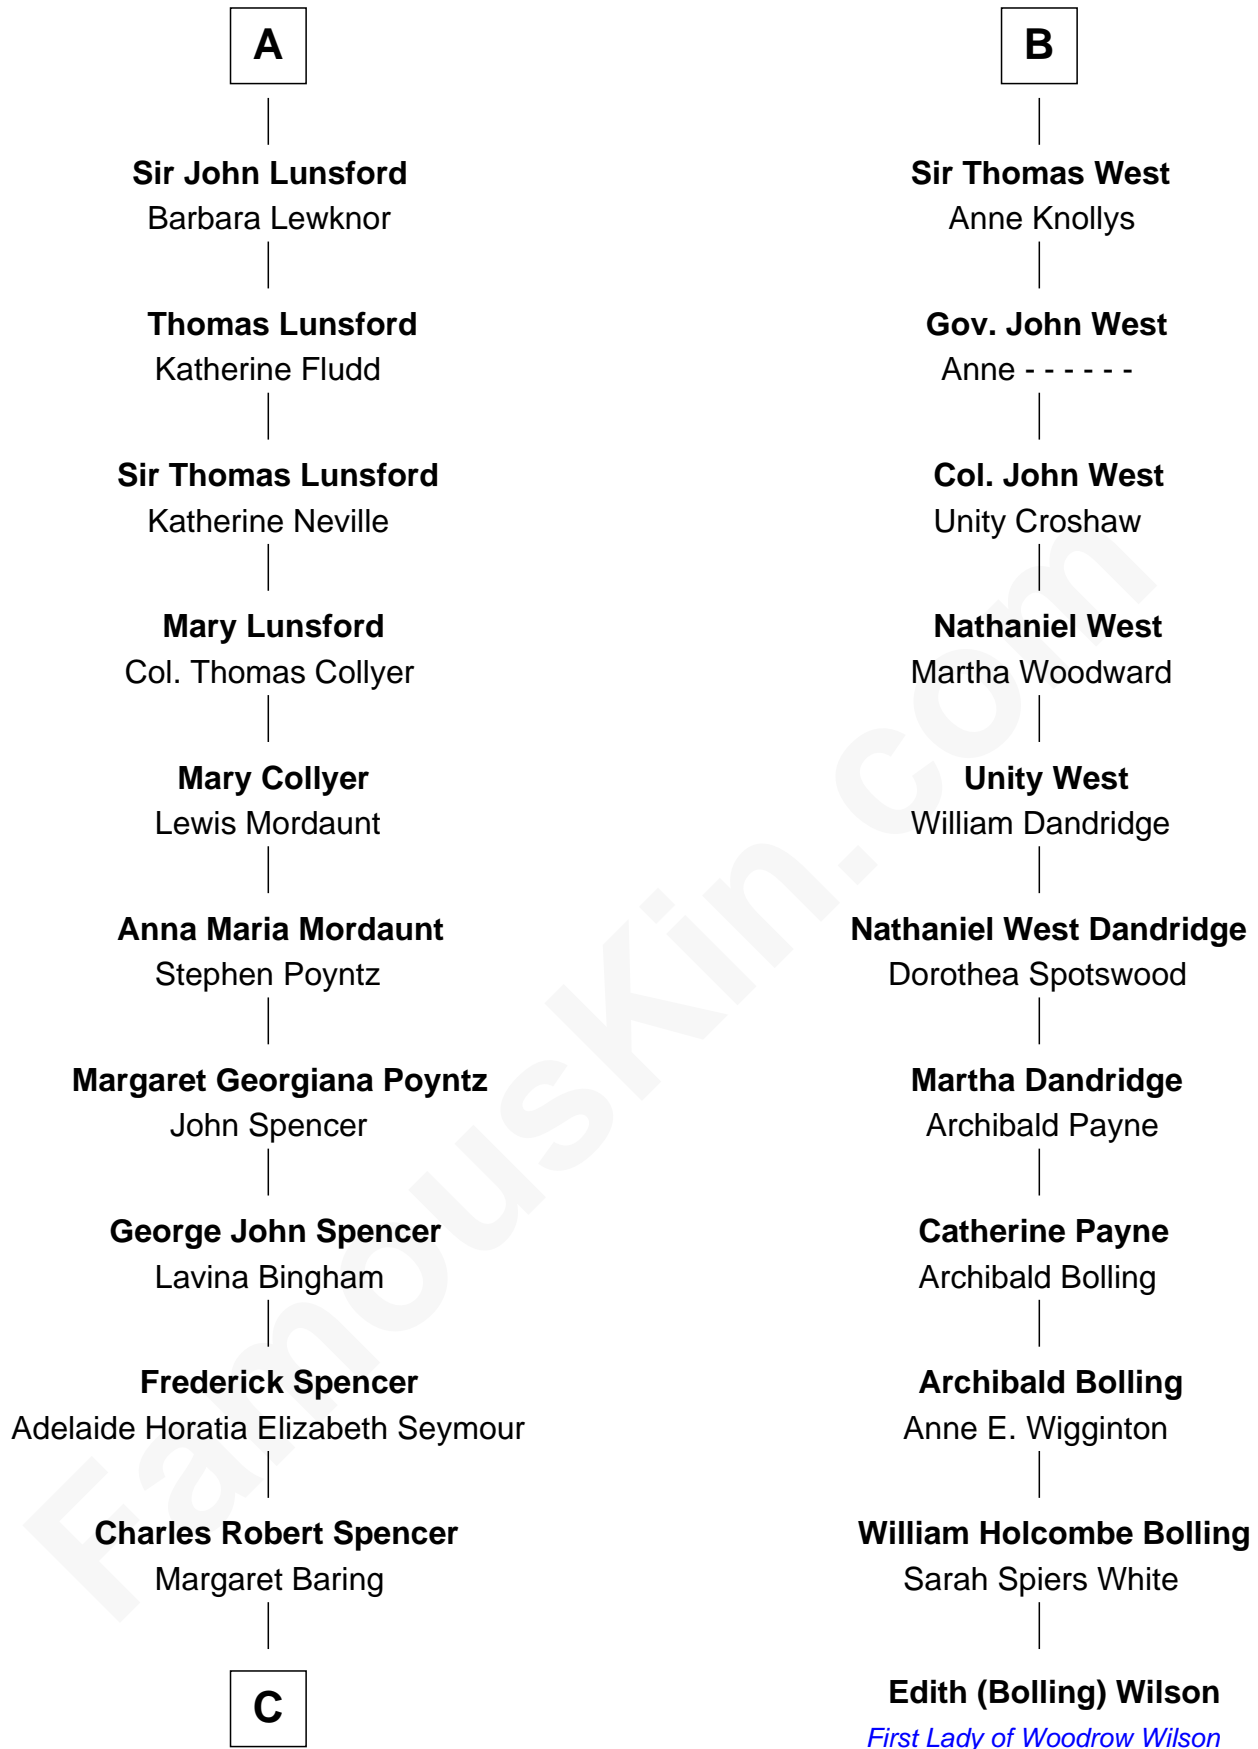 A
Sir John Lunsford
Barbara Lewknor
Thomas Lunsford
Katherine Fludd
Sir Thomas Lunsford
Katherine Neville
Mary Lunsford
Col. Thomas Collyer
Mary Collyer
Lewis Mordaunt
Anna Maria Mordaunt
Stephen Poyntz
Margaret Georgiana Poyntz
John Spencer
George John Spencer
Lavina Bingham
Frederick Spencer
Adelaide Horatia Elizabeth Seymour
Charles Robert Spencer
Margaret Baring
C
B
Sir Thomas West
Anne Knollys
Gov. John West
Anne - - - - - -
Col. John West
Unity Croshaw
Nathaniel West
Martha Woodward
Unity West
William Dandridge
Nathaniel West Dandridge
Dorothea Spotswood
Martha Dandridge
Archibald Payne
Catherine Payne
Archibald Bolling
Archibald Bolling
Anne E. Wigginton
William Holcombe Bolling
Sarah Spiers White
Edith (Bolling) Wilson
First Lady of Woodrow Wilson
FamousKin.com